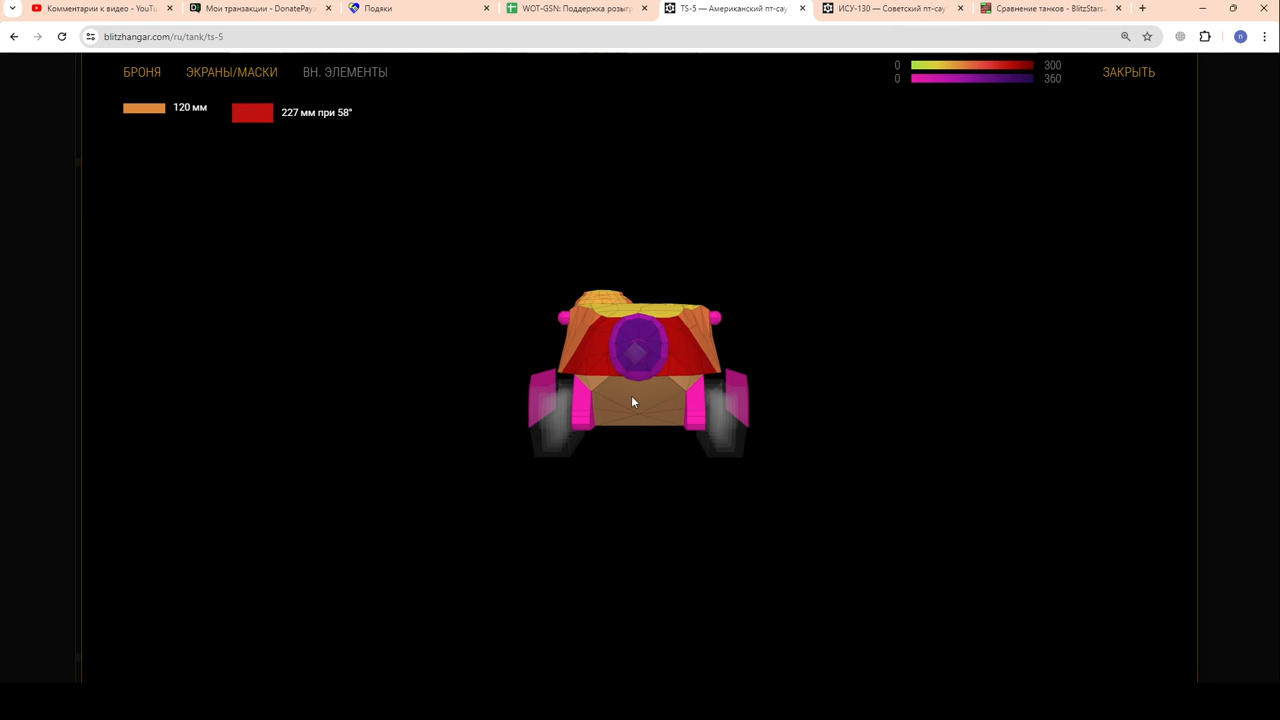 Комментарии к видео - YouTu
Мои транзакции - DonatePay
Подяки
WOT-GSN: Поддержка розыгр
TS-5 — Американский пт-сау
ИСУ-130 — Советский пт-сау
Сравнение танков - BlitzStars
blitzhangar.com/ru/tank/ts-5
n
БРОНЯ ЭКРАНЫ/МАСКИ ВН. ЭЛЕМЕНТЫ
0 300
0 360
ЗАКРЫТЬ
120 мм
227 мм при 58°